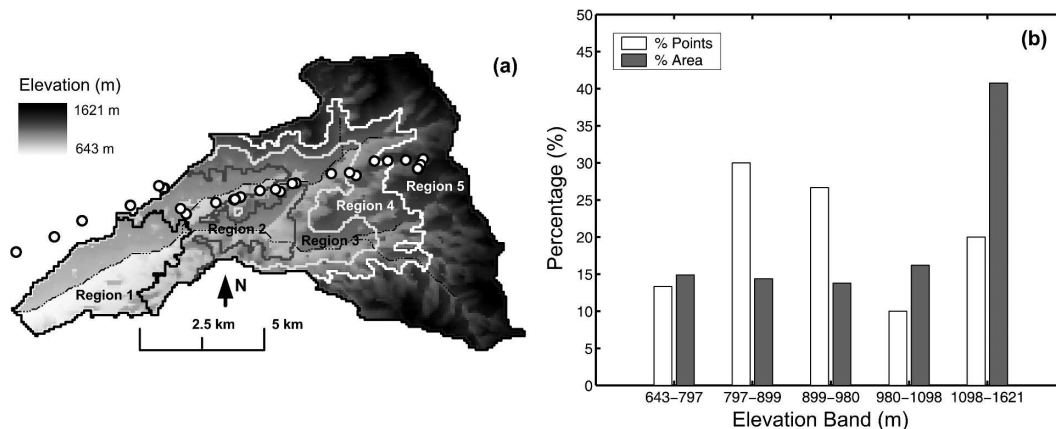 (a)
Elevation (m)
1621 m
643 m
Region 5
Region 4
Region 2
Region 3
Region 1
N
2.5 km
5 km
(b)
% Points
% Area
50
45
40
35
30
25
20
15
10
5
0
Percentage (%)
643–797
797–899
899–980
980–1098
1098–1621
Elevation Band (m)